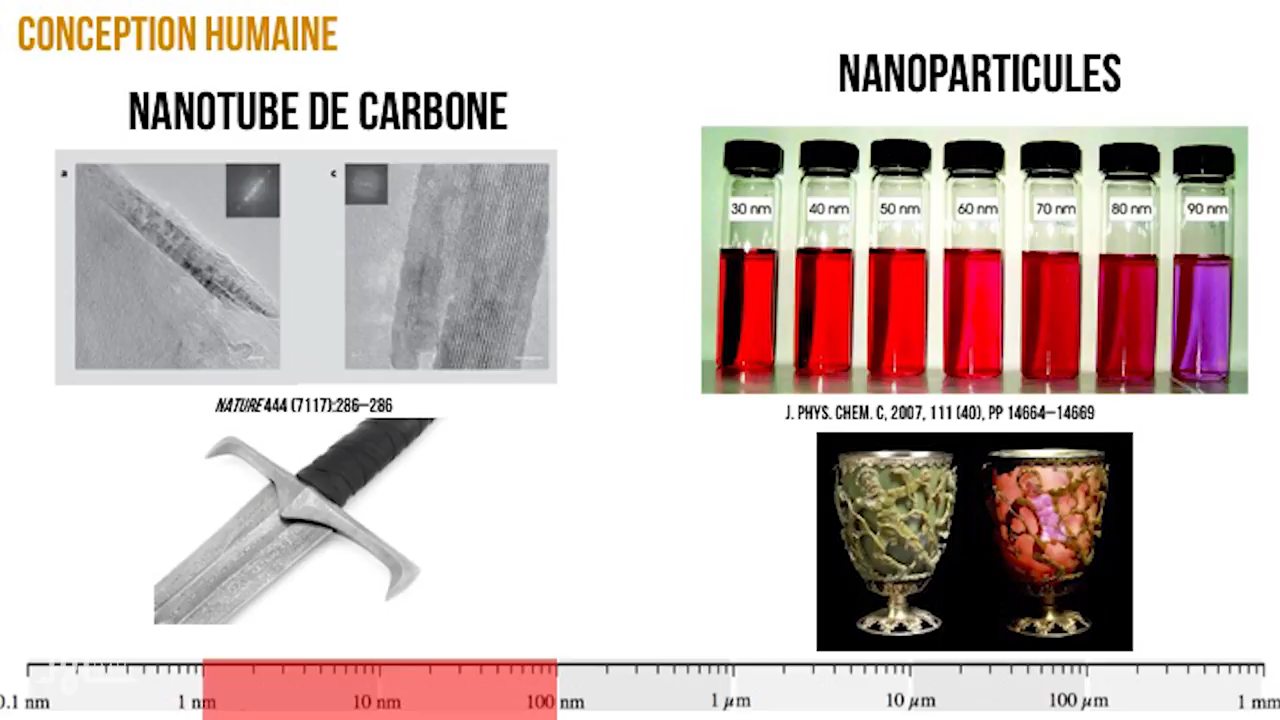 CONCEPTION HUMAINE
NANOTUBE DE CARBONE
a
c
NATURE 444 (7117):286–286
NANOPARTICULES
30 nm
40 nm
50 nm
60 nm
70 nm
80 nm
90 nm
J. PHYS. CHEM. C, 2007, 111 (40), PP 14664–14669
0.1 nm
1 nm
10 nm
100 nm
1 μm
10 μm
100 μm
1 mm